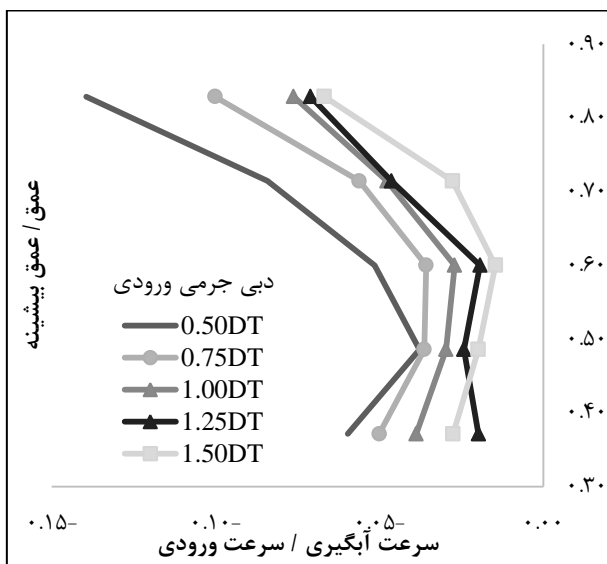 ۰.۹۰
۰.۸۰
۰.۷۰
۰.۶۰
۰.۵۰
۰.۴۰
۰.۳۰
عمق/ عمق بیشینه
دبی جرمی ورودی
0.50DT
0.75DT
1.00DT
1.25DT
1.50DT
۰.۱۵-
۰.۱۰-
۰.۰۵-
۰.۰۰
سرعت آبگیری / سرعت ورودی